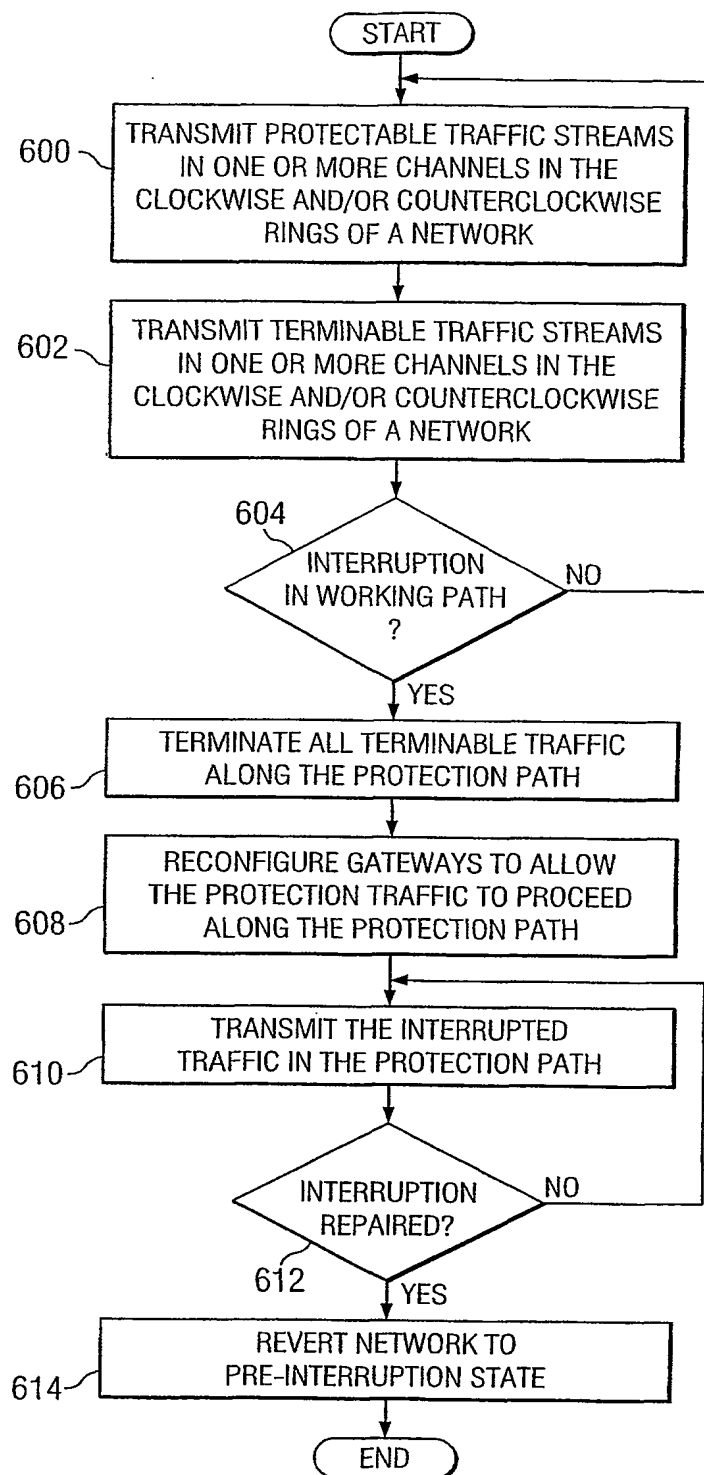 START
600
TRANSMIT PROTECTABLE TRAFFIC STREAMS
IN ONE OR MORE CHANNELS IN THE
CLOCKWISE AND/OR COUNTERCLOCKWISE
RINGS OF A NETWORK
602
TRANSMIT TERMINABLE TRAFFIC STREAMS
IN ONE OR MORE CHANNELS IN THE
CLOCKWISE AND/OR COUNTERCLOCKWISE
RINGS OF A NETWORK
604
INTERRUPTION
IN WORKING PATH
?
NO
YES
606
TERMINATE ALL TERMINABLE TRAFFIC
ALONG THE PROTECTION PATH
608
RECONFIGURE GATEWAYS TO ALLOW
THE PROTECTION TRAFFIC TO PROCEED
ALONG THE PROTECTION PATH
610
TRANSMIT THE INTERRUPTED
TRAFFIC IN THE PROTECTION PATH
INTERRUPTION
REPAIRED?
NO
612
YES
614
REVERT NETWORK TO
PRE-INTERRUPTION STATE
END